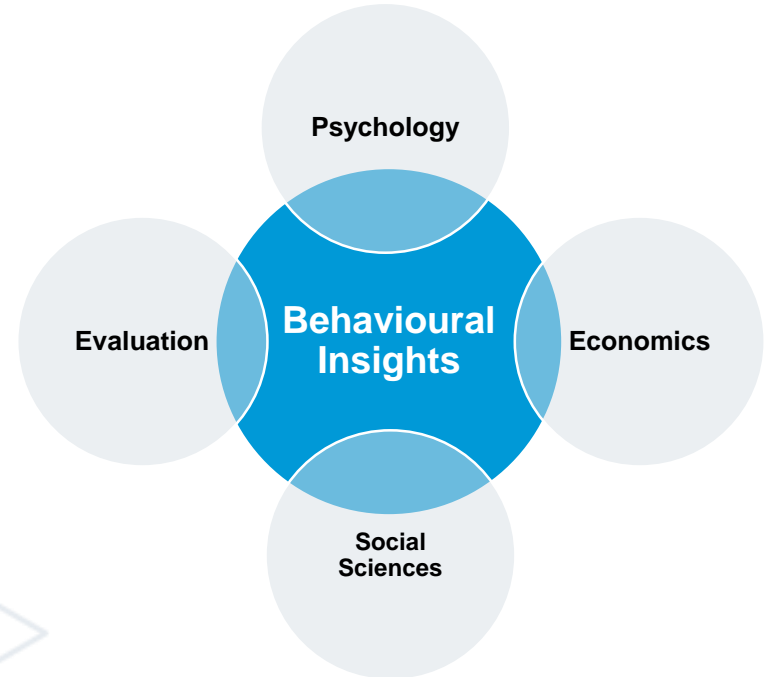 Psychology
Evaluation
Behavioural
Insights
Economics
Social
Sciences